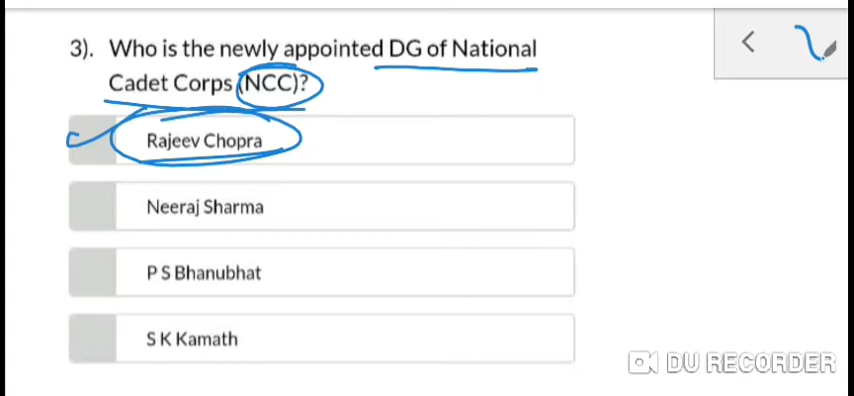 3). Who is the newly appointed DG of National
Cadet Corps (NCC)?
Rajeev Chopra
Neeraj Sharma
P S Bhanubhat
S K Kamath
DU RECORDER